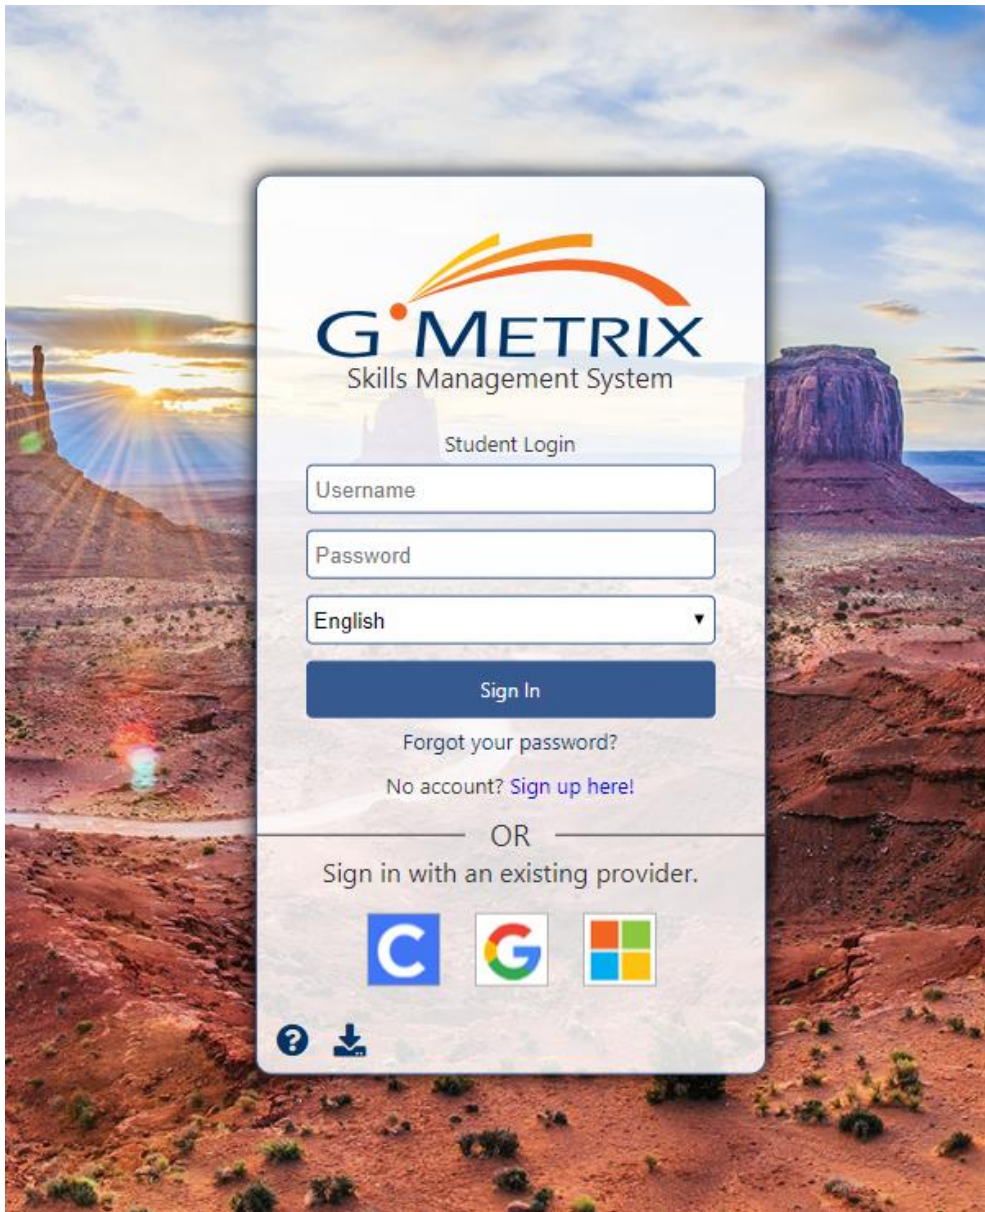 G METRIX
Skills Management System
Student Login
Username
Password
English
Sign In
Forgot your password?
No account? Sign up here!
OR
Sign in with an existing provider.
C G
?